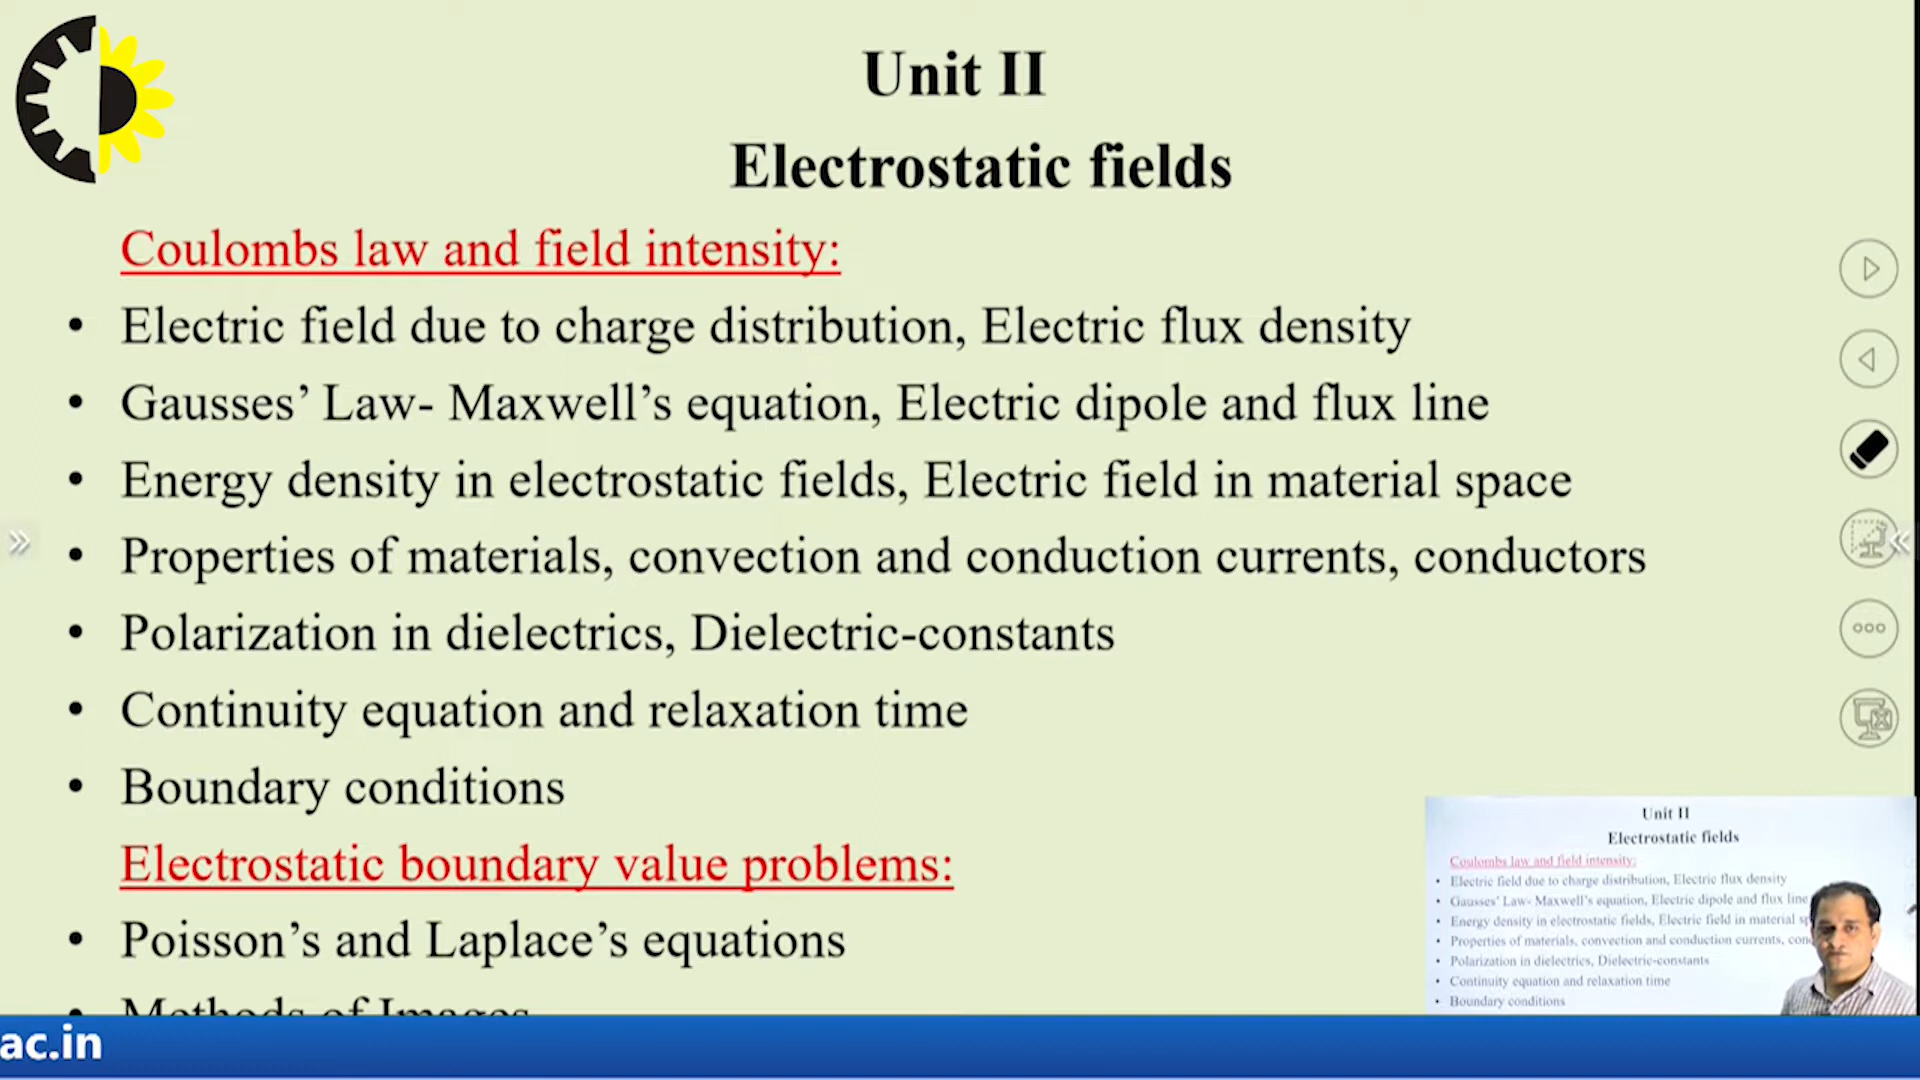 Unit II
Electrostatic fields
Coulombs law and field intensity:
• Electric field due to charge distribution, Electric flux density
• Gausses’ Law- Maxwell’s equation, Electric dipole and flux line
• Energy density in electrostatic fields, Electric field in material space
• Properties of materials, convection and conduction currents, conductors
• Polarization in dielectrics, Dielectric-constants
• Continuity equation and relaxation time
• Boundary conditions
Electrostatic boundary value problems:
• Poisson’s and Laplace’s equations
• Methods of Images
Unit II
Electrostatic fields
Coulombs law and field intensity:
• Electric field due to charge distribution, Electric flux density
• Gausses’ Law- Maxwell’s equation, Electric dipole and flux line
• Energy density in electrostatic fields, Electric field in material
• Properties of materials, convection and conduction currents,
• Polarization in dielectrics, Dielectric-constants
• Continuity equation and relaxation time
• Boundary conditions
ac.in